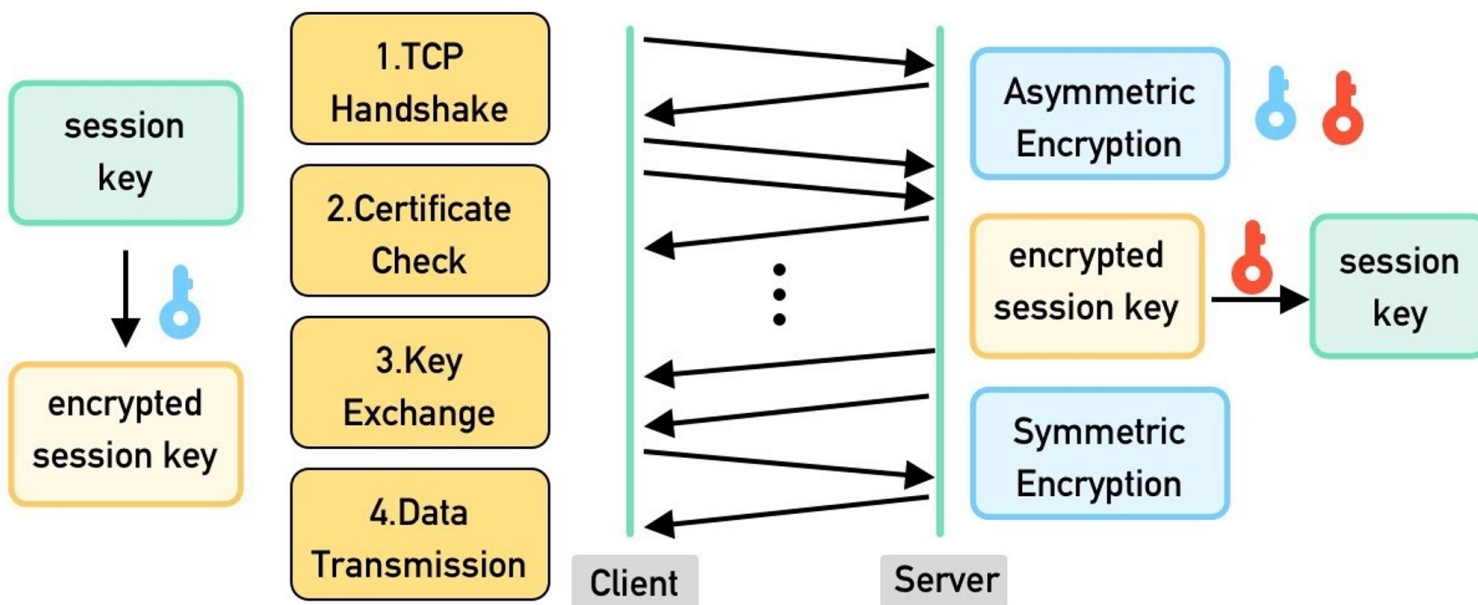 session
key
encrypted
session key
1.TCP
Handshake
2.Certificate
Check
3.Key
Exchange
4.Data
Transmission
Client
Server
Asymmetric
Encryption
encrypted
session key
session
key
Symmetric
Encryption